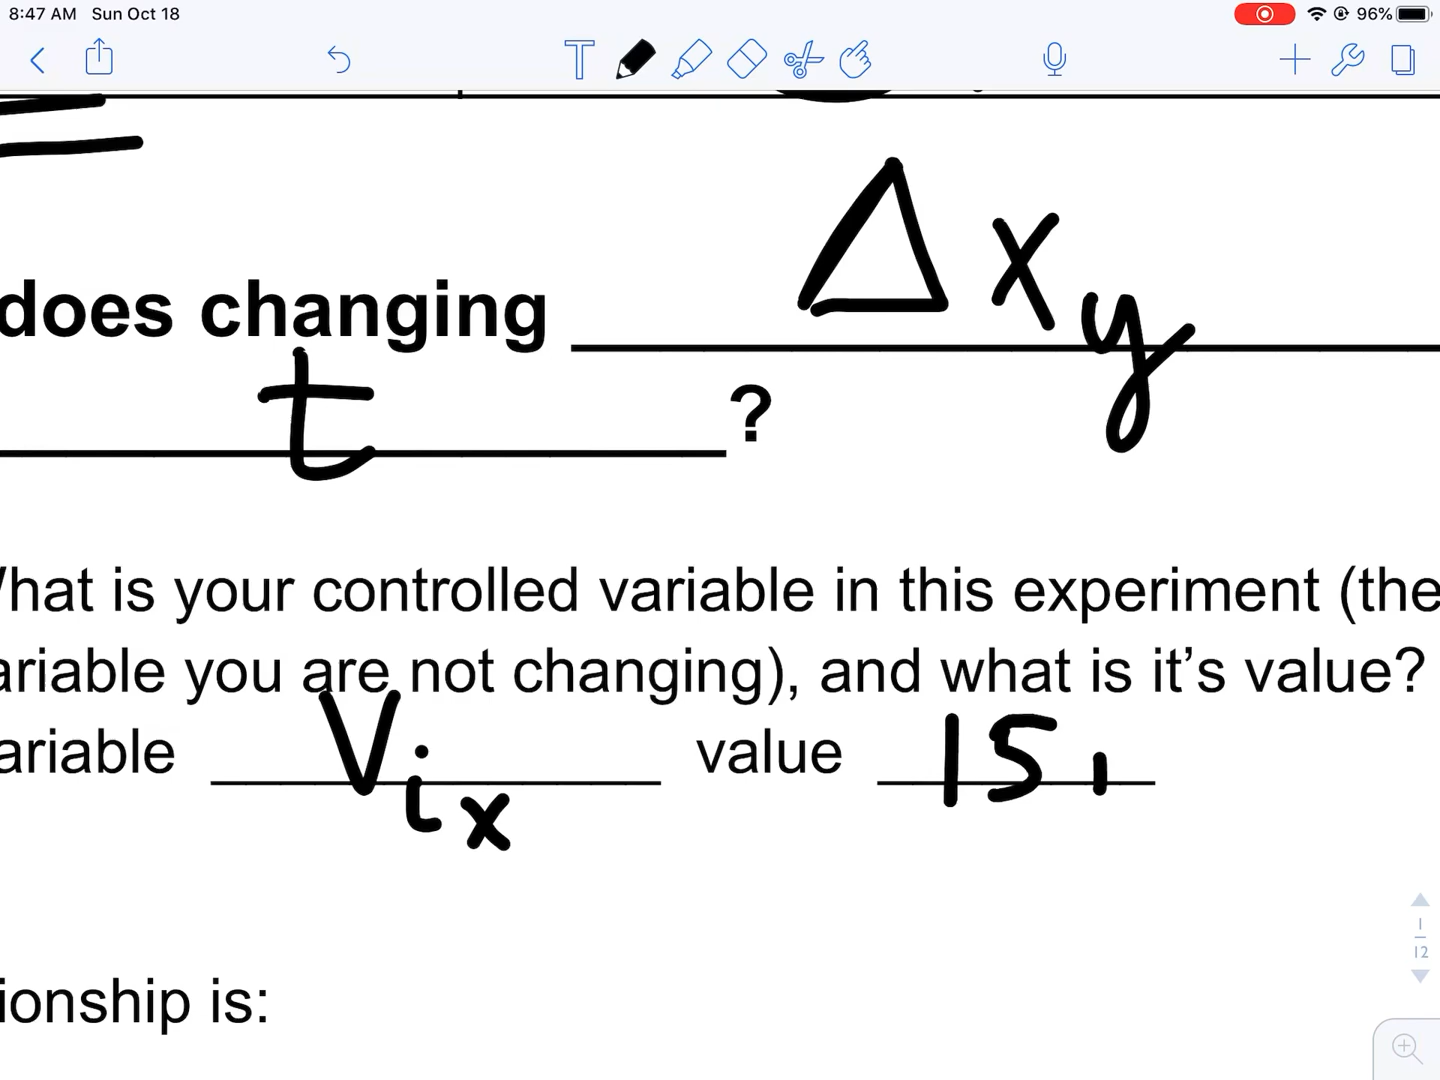 8:47 AM Sun Oct 18 96%
T
Δxy
does changing
t ?
hat is your controlled variable in this experiment (the
ariable you are not changing), and what is it’s value?
ariable Vix value 15
ionship is:
1
12